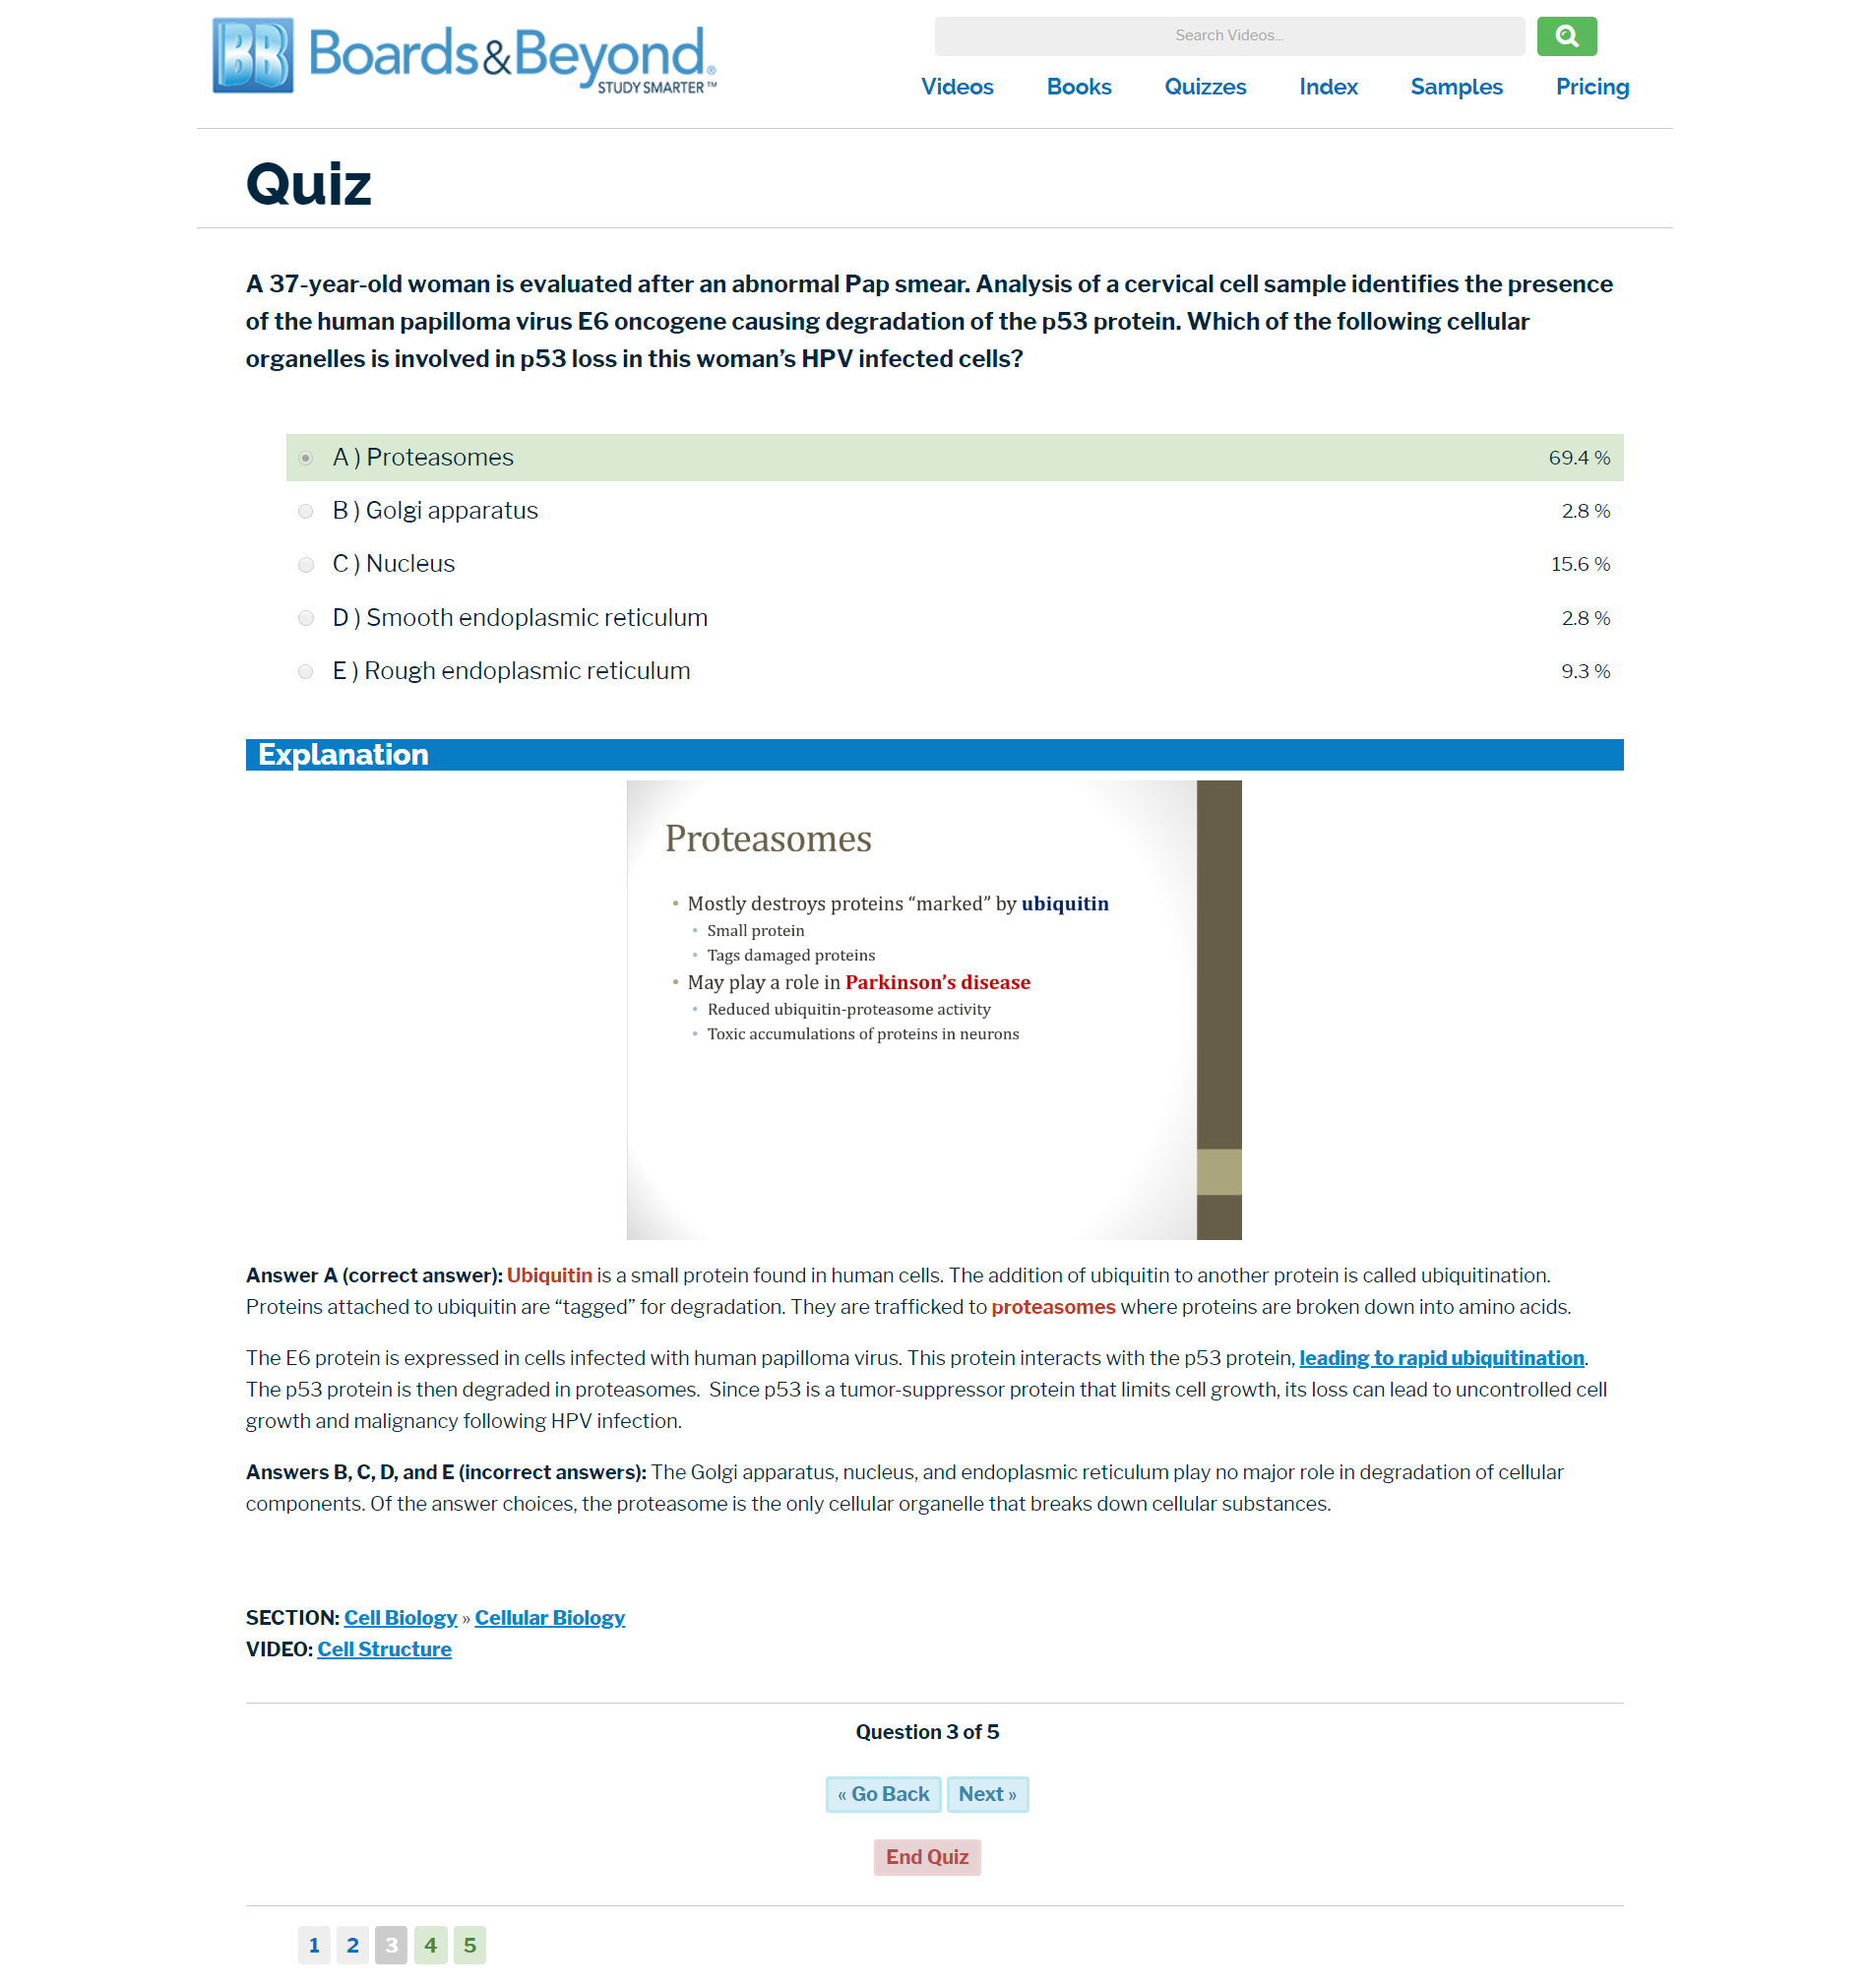 BB Boards&Beyond®
STUDY SMARTER™
Search Videos...
Videos Books Quizzes Index Samples Pricing
Quiz
A 37-year-old woman is evaluated after an abnormal Pap smear. Analysis of a cervical cell sample identifies the presence
of the human papilloma virus E6 oncogene causing degradation of the p53 protein. Which of the following cellular
organelles is involved in p53 loss in this woman’s HPV infected cells?
A ) Proteasomes 69.4 %
B ) Golgi apparatus 2.8 %
C ) Nucleus 15.6 %
D ) Smooth endoplasmic reticulum 2.8 %
E ) Rough endoplasmic reticulum 9.3 %
Explanation
Proteasomes
• Mostly destroys proteins “marked” by ubiquitin
• Small protein
• Tags damaged proteins
• May play a role in Parkinson’s disease
• Reduced ubiquitin-proteasome activity
• Toxic accumulations of proteins in neurons
Answer A (correct answer): Ubiquitin is a small protein found in human cells. The addition of ubiquitin to another protein is called ubiquitination.
Proteins attached to ubiquitin are “tagged” for degradation. They are trafficked to proteasomes where proteins are broken down into amino acids.
The E6 protein is expressed in cells infected with human papilloma virus. This protein interacts with the p53 protein, leading to rapid ubiquitination.
The p53 protein is then degraded in proteasomes. Since p53 is a tumor-suppressor protein that limits cell growth, its loss can lead to uncontrolled cell
growth and malignancy following HPV infection.
Answers B, C, D, and E (incorrect answers): The Golgi apparatus, nucleus, and endoplasmic reticulum play no major role in degradation of cellular
components. Of the answer choices, the proteasome is the only cellular organelle that breaks down cellular substances.
SECTION: Cell Biology » Cellular Biology
VIDEO: Cell Structure
Question 3 of 5
« Go Back Next »
End Quiz
1 2 3 4 5